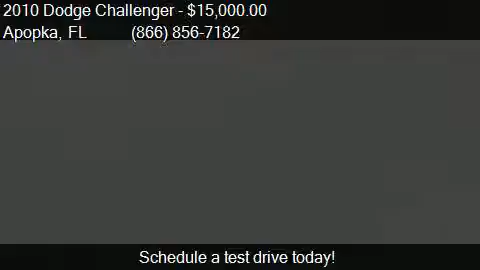 2010 Dodge Challenger - $15,000.00
Apopka, FL (866) 856-7182
Schedule a test drive today!